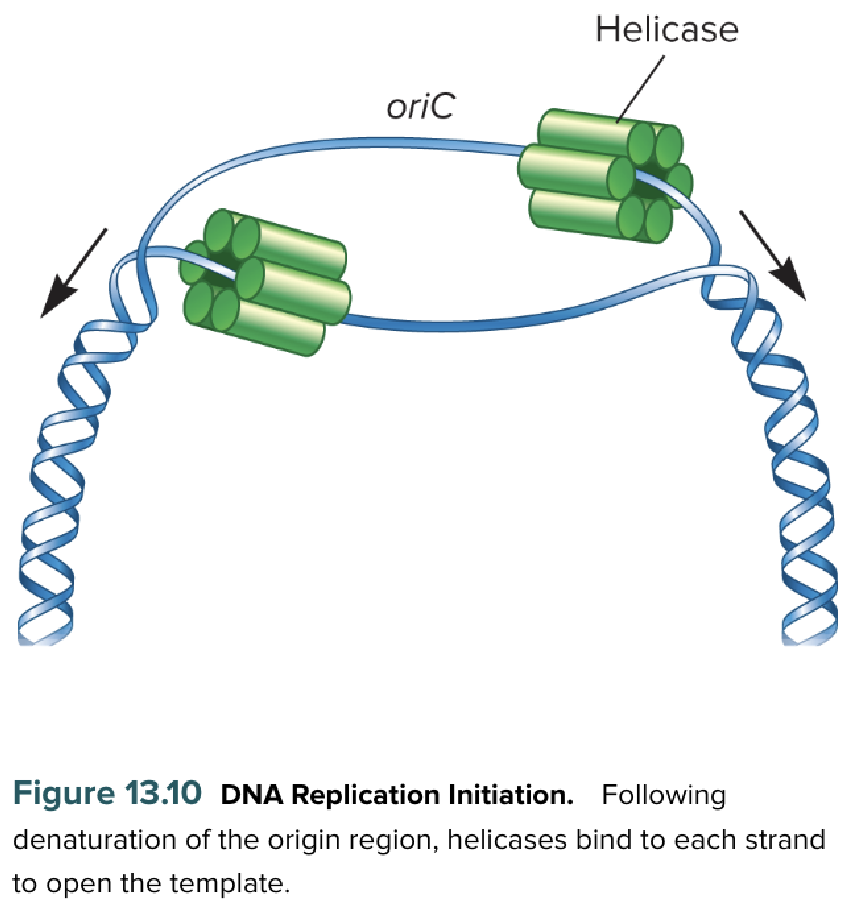 Helicase
oriC
Figure 13.10 DNA Replication Initiation. Following
denaturation of the origin region, helicases bind to each strand
to open the template.